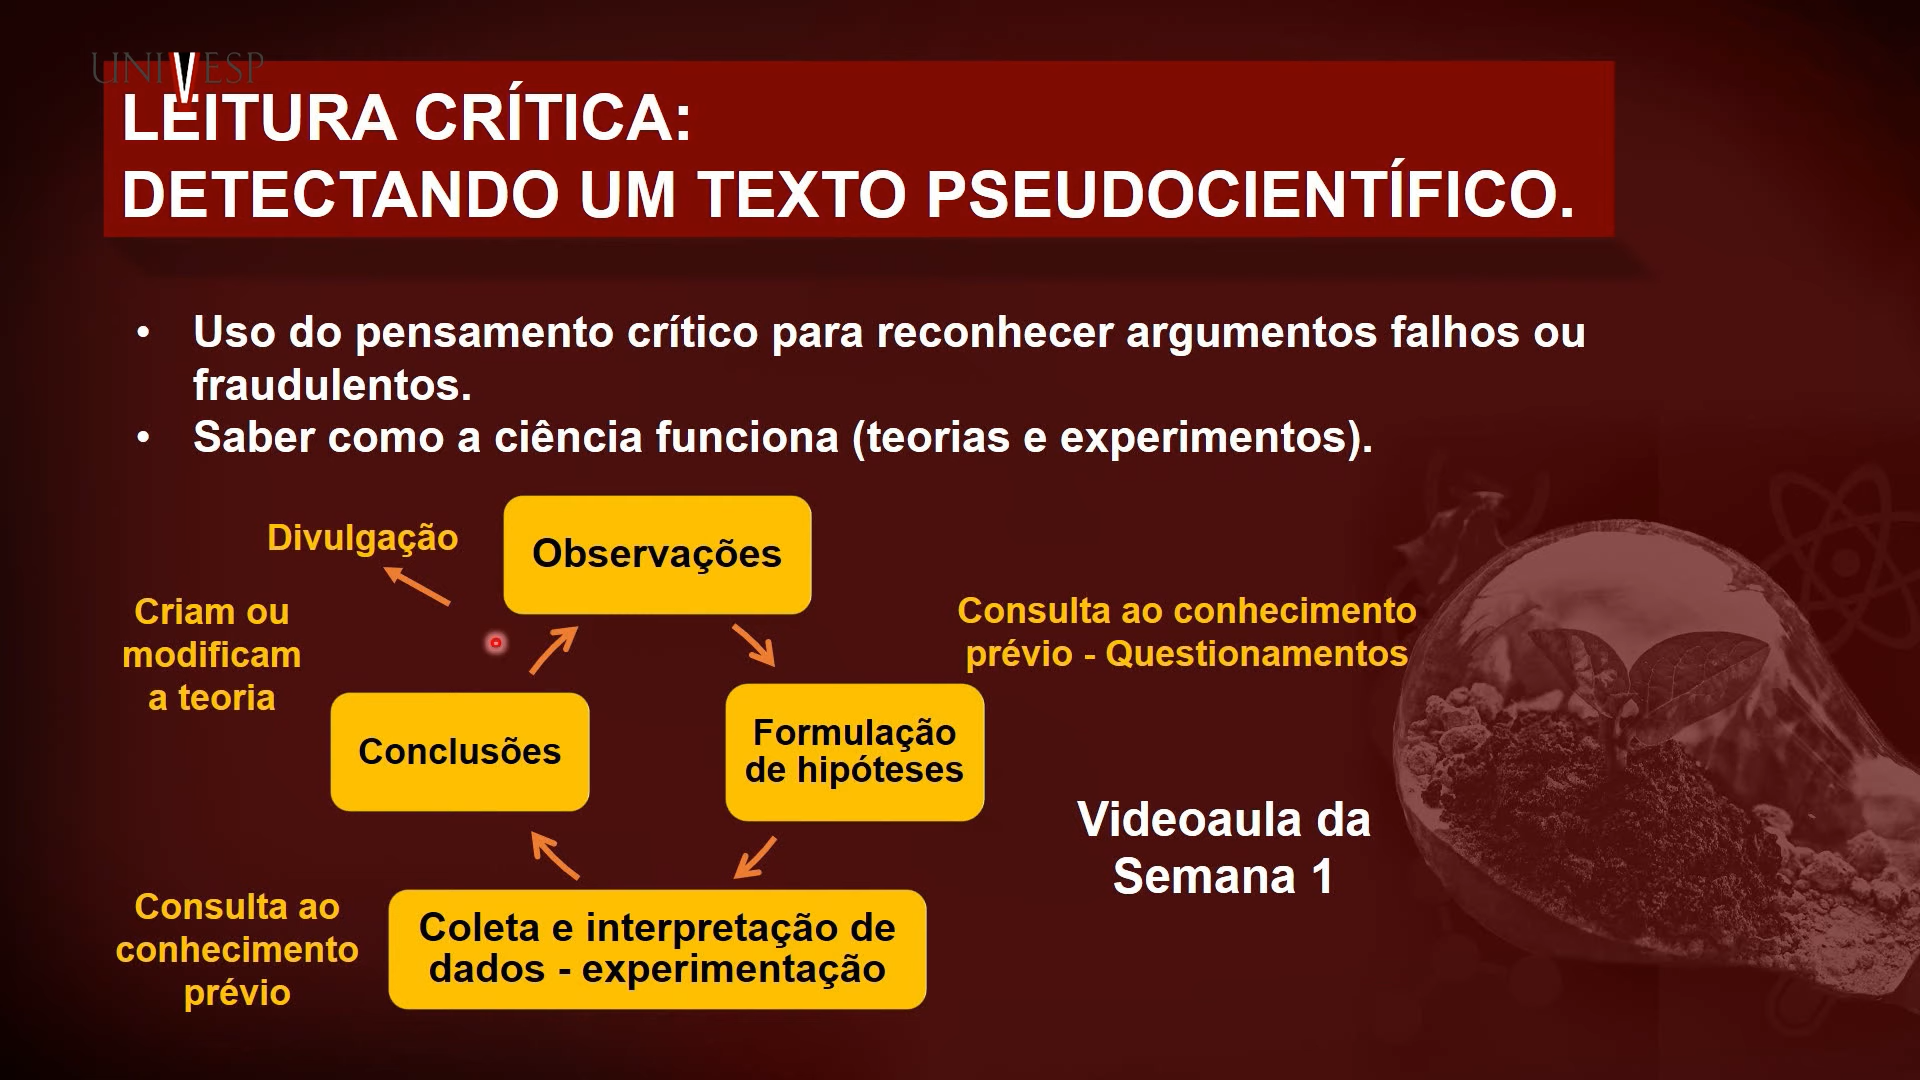 UNIVESP
LEITURA CRÍTICA:
DETECTANDO UM TEXTO PSEUDOCIENTÍFICO.
• Uso do pensamento crítico para reconhecer argumentos falhos ou
fraudulentos.
• Saber como a ciência funciona (teorias e experimentos).
Divulgação
Observações
Criam ou
modificam
a teoria
Consulta ao conhecimento
prévio - Questionamentos
Conclusões
Formulação
de hipóteses
Videoaula da
Semana 1
Consulta ao
conhecimento
prévio
Coleta e interpretação de
dados - experimentação